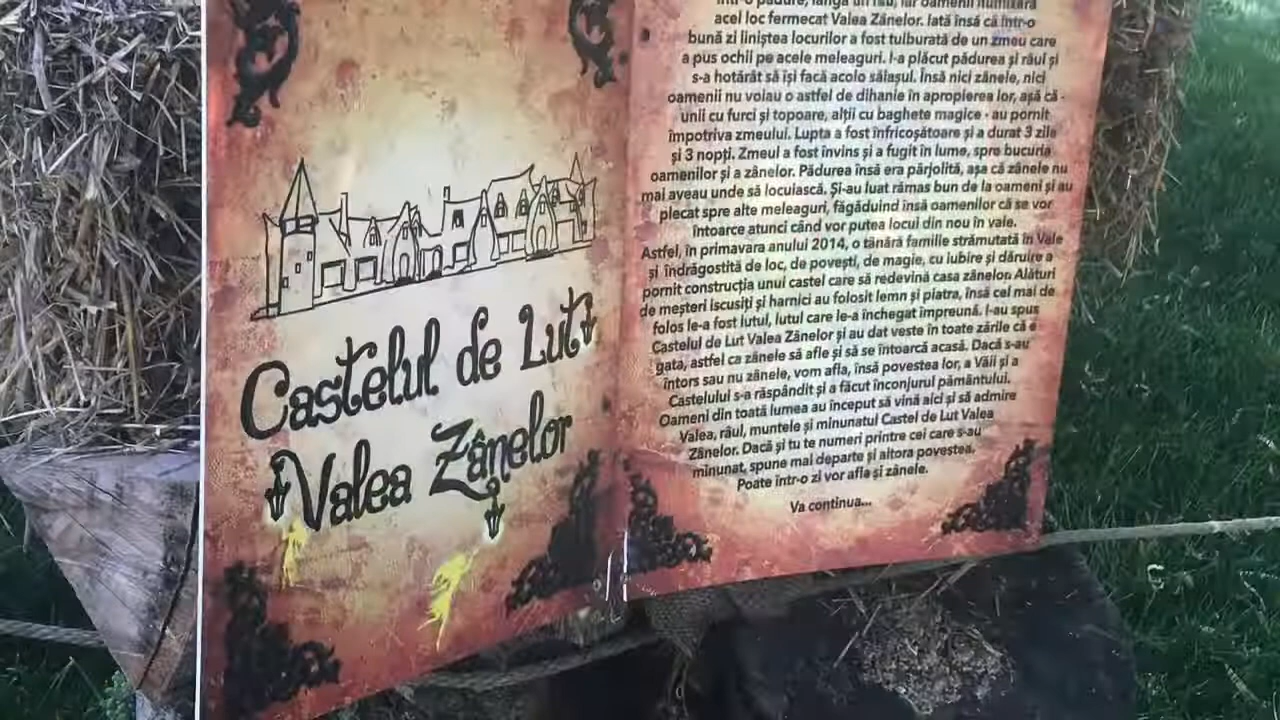 Castelul de Lut
Valea Zânelor
într-o pădure, lângă un râu, iar oamenii numiseră
acel loc fermecat Valea Zânelor. Iată însă că într-o
bună zi liniștea locurilor a fost tulburată de un zmeu care
a pus ochii pe acele meleaguri. I-a plăcut pădurea și râul și
s-a hotărât să își facă acolo sălașul. Însă nici zânele, nici
oamenii nu voiau o astfel de dihanie în apropierea lor, așă că -
unii cu furci și topoare, alții cu baghete magice - au pornit
împotriva zmeului. Lupta a fost înfricoșătoare și a durat 3 zile
și 3 nopți. Zmeul a fost învins și a fugit în lume, spre bucuria
oamenilor și a zânelor. Pădurea însă era pârjolită, așa că zânele nu
mai aveau unde să locuiască. Și-au luat rămas bun de la oameni și au
plecat spre alte meleaguri, făgăduind însă oamenilor că se vor
întoarce atunci când vor putea locui din nou în vale.
Astfel, în primavara anului 2014, o tânără familie strămutată în Vale
și îndrăgostită de loc, de povești, de magie, cu iubire și dăruire a
pornit construcția unui castel care să redevină casa zânelor. Alături
de meșteri iscusiți și harnici au folosit lemn și piatra, însă cel mai de
folos le-a fost lutul, lutul care le-a închegat împreună. I-au spus
Castelul de Lut Valea Zânelor și au dat veste în toate zările că e
gata, astfel ca zânele să afle și să se întoarcă acasă. Dacă s-au
întors sau nu zânele, vom afla, însă povestea lor, a Văii și a
Castelului s-a răspândit și a făcut înconjurul pământului.
Oameni din toată lumea au început să vină aici și să admire
Valea, râul, muntele și minunatul Castel de Lut Valea
Zânelor. Dacă și tu te numeri printre cei care s-au
minunat, spune mai departe și altora povestea.
Poate într-o zi vor afla și zânele.
Va continua...